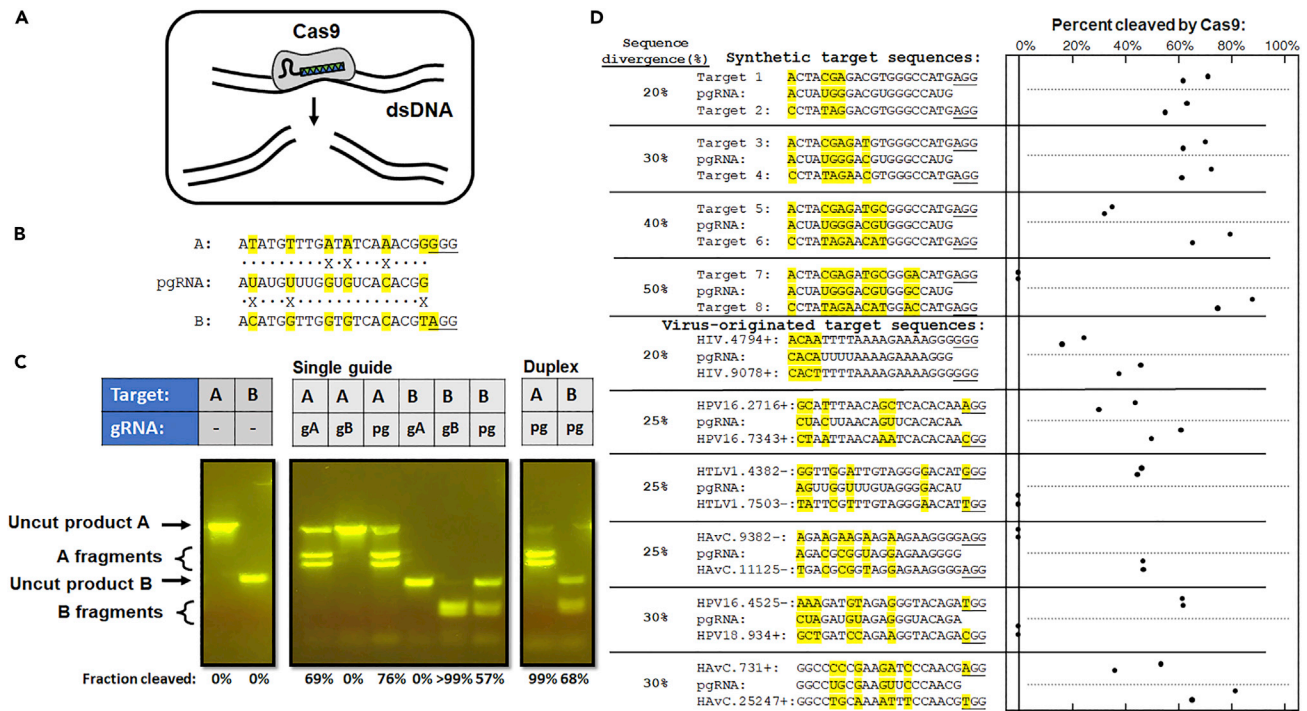 A
Cas9
dsDNA
B
A: ATATGTTTGATATCAAACGGGGG
..............X.X...X....
pgRNA: AUAUGUUUGGUGUCACACGG
.X...X..............X
B: ACATGGTTGGTGTCACACGTAGG
C
Single guide
Duplex
Target: A B A A A B B B A B
gRNA: - - gA gB pg gA gB pg pg pg
Uncut product A
A fragments
Uncut product B
B fragments
Fraction cleaved: 0% 0% 69% 0% 76% 0% >99% 57% 99% 68%
D
Percent cleaved by Cas9:
0% 20% 40% 60% 80% 100%
Sequence divergence(%)
Synthetic target sequences:
20%
Target 1 ACTACGAGACGTGGGCCATGAGG
pgRNA: ACUAUGGGACGUGGGCCAUG
Target 2: CCTATAGGACGTGGGCCATGAGG
30%
Target 3: ACTACGAGATGTGGGCCATGAGG
pgRNA: ACUAUGGGACGUGGGCCAUG
Target 4: CCTATAGAACGTGGGCCATGAGG
40%
Target 5: ACTACGAGATGCGGGCCATGAGG
pgRNA: ACUAUGGGACGUGGGCCAUG
Target 6: CCTATAGAACATGGGCCATGAGG
50%
Target 7: ACTACGAGATGCGGGACATGAGG
pgRNA: ACUAUGGGACGUGGGCCAUG
Target 8: CCTATAGAACATGGACCATGAGG
Virus-originated target sequences:
20%
HIV.4794+: ACAATTTTAAAAGAAAAGGGGGG
pgRNA: CACAUUUUAAAAGAAAAGGG
HIV.9078+: CACTTTTTAAAAGAAAAGGGGGG
25%
HPV16.2716+:GCATTTAACAGCTCACACAAAGG
pgRNA: CUACUUAACAGUUCACACAA
HPV16.7343+:CTAATTAACAAATCACACAACGG
25%
HTLV1.4382-:GGTTGGATTGTAGGGGACATGGG
pgRNA: AGUUGGUUUGUAGGGGACAU
HTLV1.7503-:TATTCGTTTGTAGGGAACATTGG
25%
HAvC.9382-: AGAAGAAGAAGAAGAAGGGGAGG
pgRNA: AGACGCGGUAGGAGAAGGGG
HAvC.11125-:TGACGCGGTAGGAGAAGGGGAGG
30%
HPV16.4525-:AAAGATGTAGAGGGTACAGATGG
pgRNA: CUAGAUGUAGAGGGUACAGA
HPV18.934+: GCTGATCCAGAAGGTACAGACGG
30%
HAvC.731+: GGCCCCCGAAGATCCCAACGAGG
pgRNA: GGCCUGCGAAGUUCCCAACG
HAvC.25247+:GGCCTGCAAAATTTCCAACGTGG